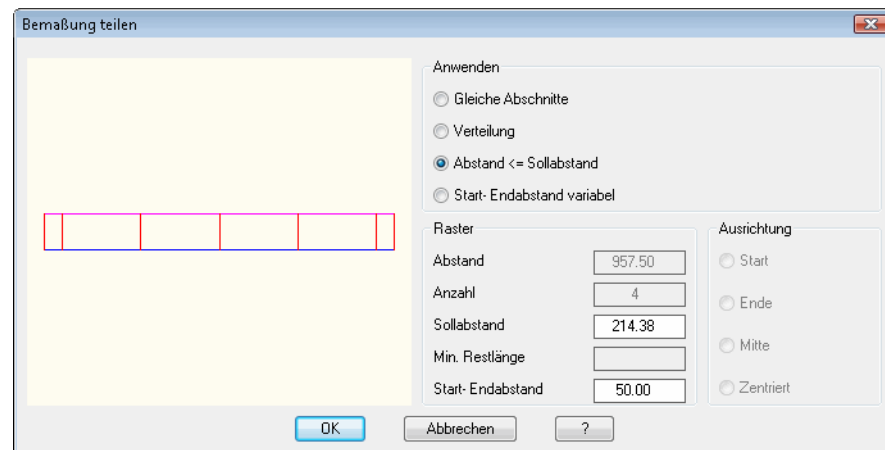 Bemaßung teilen
Anwenden
Gleiche Abschnitte
Verteilung
Abstand <= Sollabstand
Start- Endabstand variabel
Raster
Abstand 957.50
Anzahl 4
Sollabstand 214.38
Min. Restlänge
Start- Endabstand 50.00
Ausrichtung
Start
Ende
Mitte
Zentriert
OK Abbrechen ?